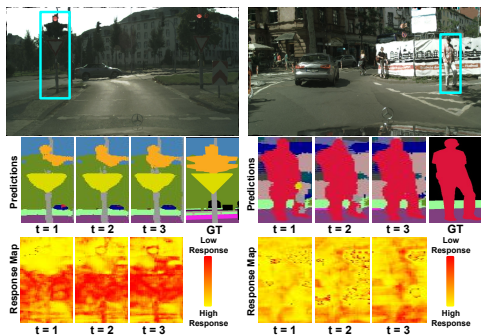 Predictions
t = 1 t = 2 t = 3 GT
Predictions
t = 1 t = 2 t = 3 GT
Response Map
t = 1 t = 2 t = 3
Low
Response
High
Response
Response Map
t = 1 t = 2 t = 3
Low
Response
High
Response